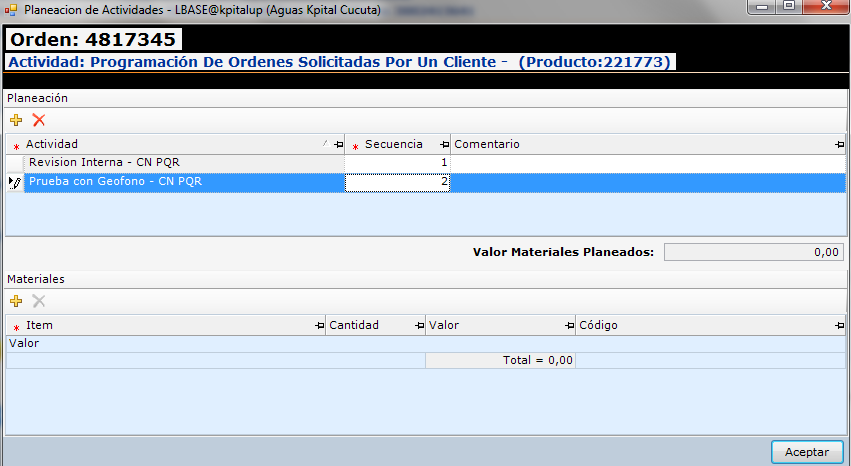 Planeacion de Actividades - LBASE@kpitalup (Aguas Kpital Cucuta)
Orden: 4817345
Actividad: Programación De Ordenes Solicitadas Por Un Cliente - (Producto:221773)
Planeación
* Actividad * Secuencia Comentario
Revision Interna - CN PQR 1
Prueba con Geofono - CN PQR 2
Valor Materiales Planeados: 0,00
Materiales
* Item Cantidad Valor Código
Valor
Total = 0,00
Aceptar